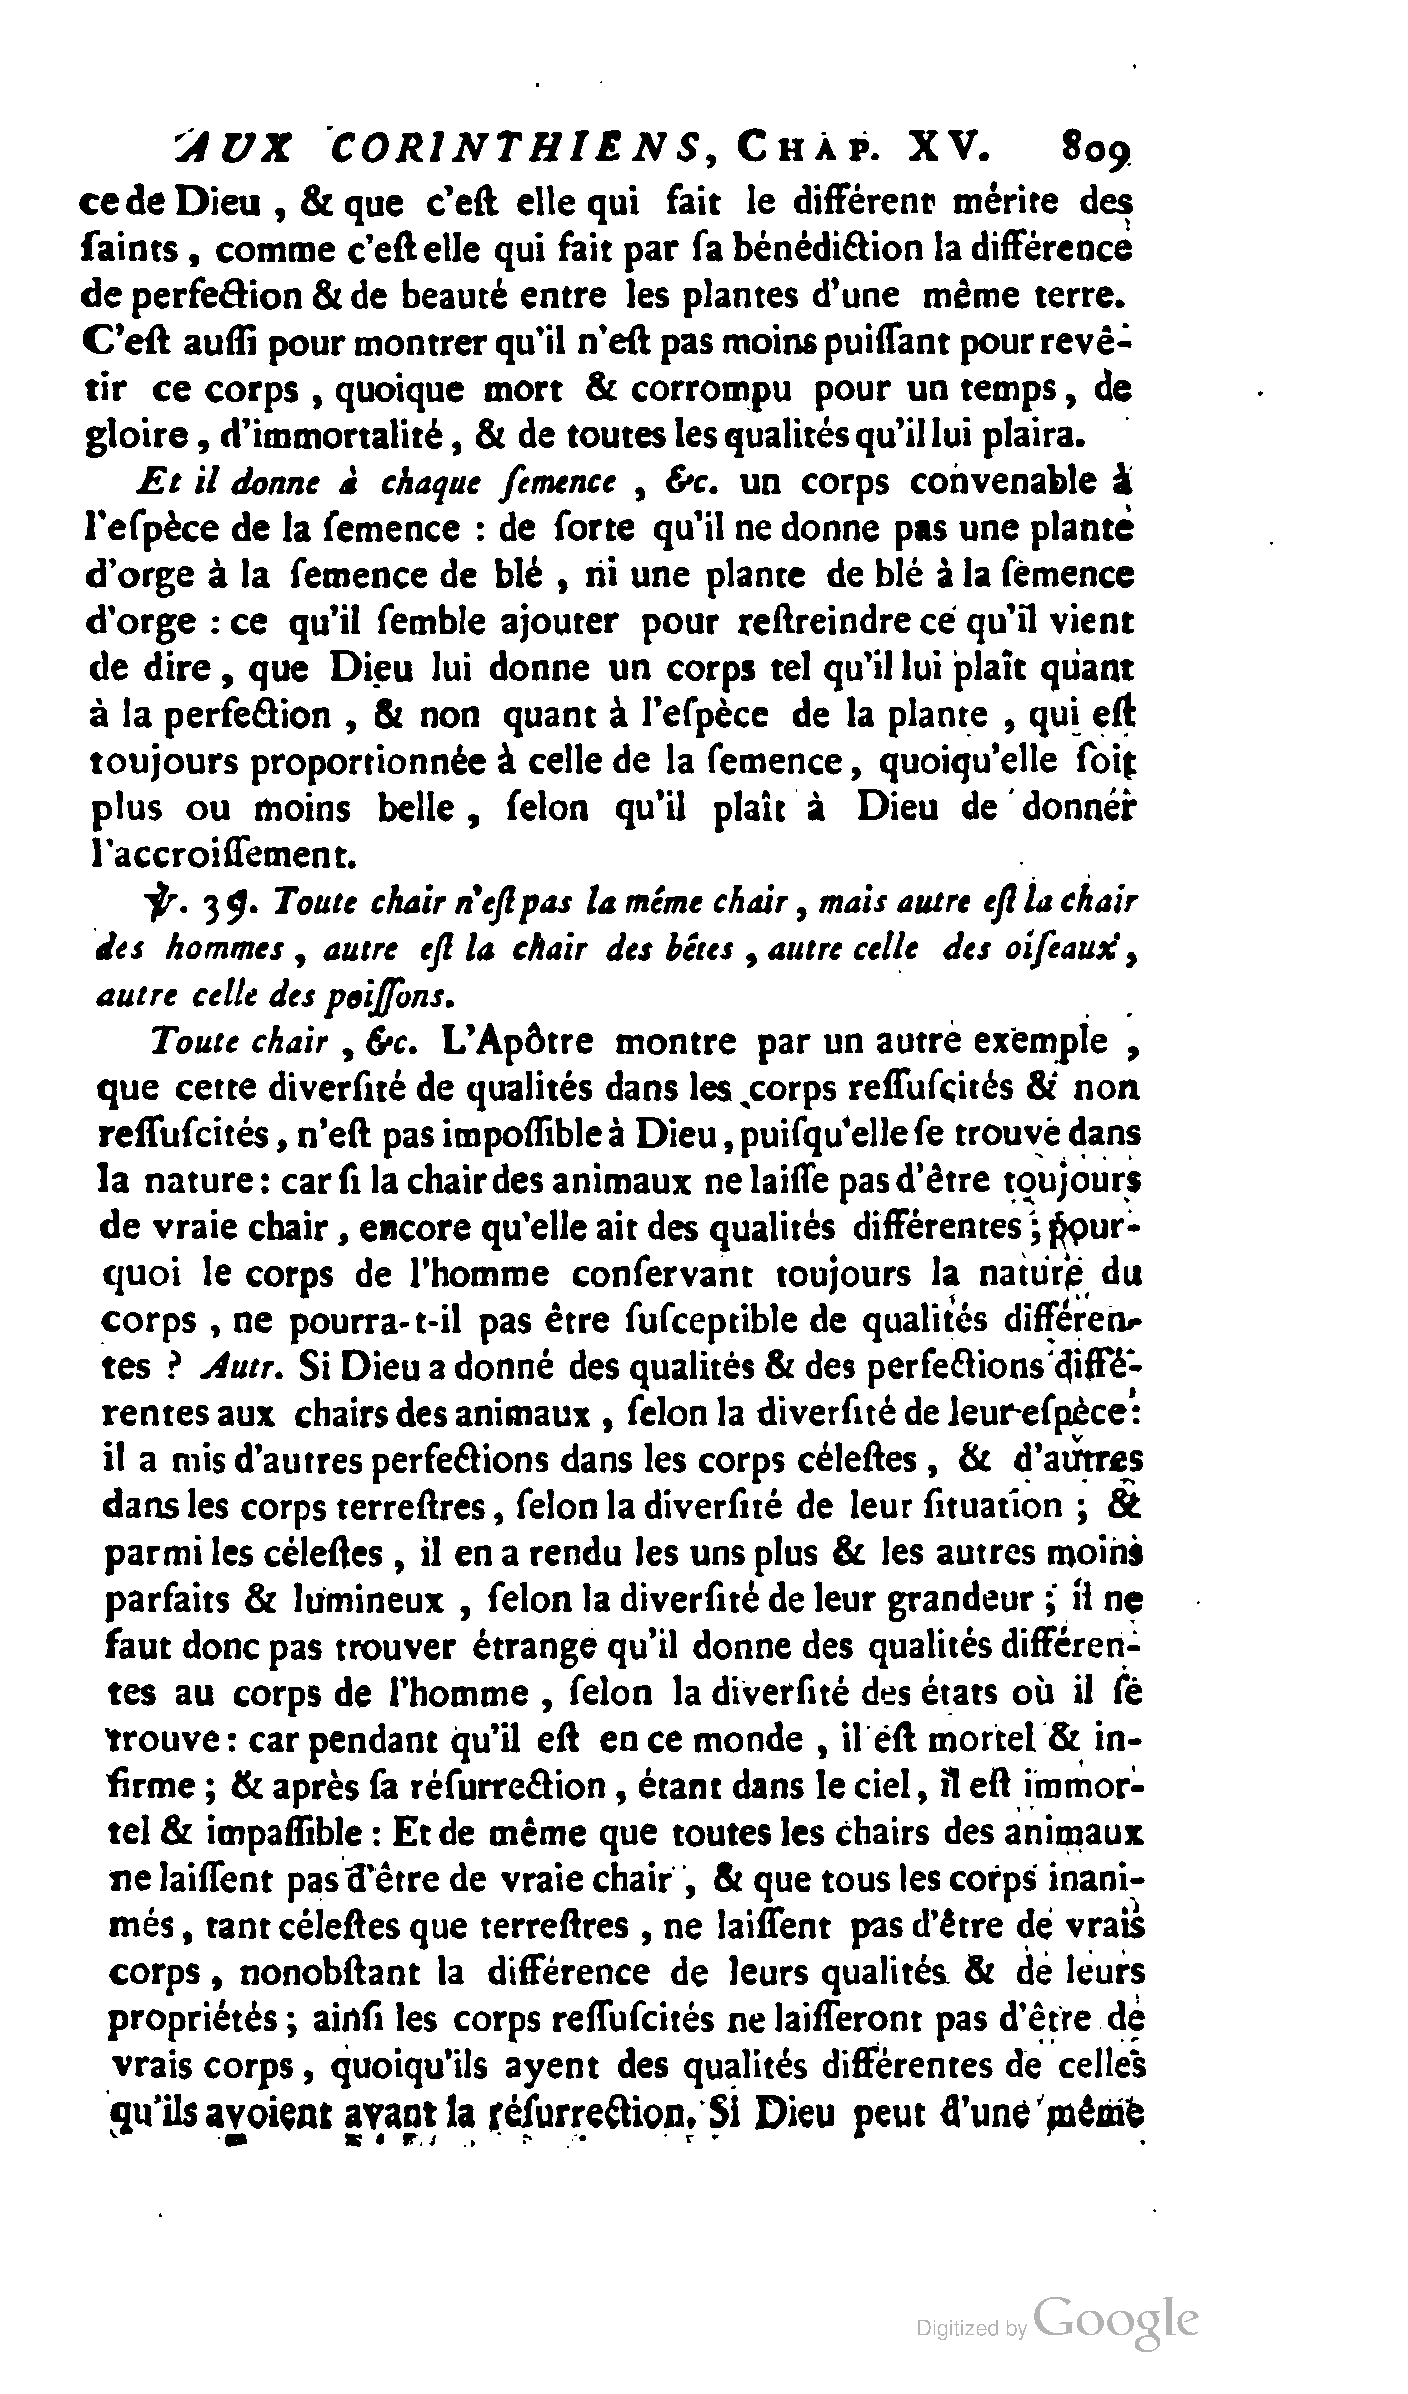 AUX CORINTHIENS, CHAP. XV. 809
ce de Dieu , & que c'eſt elle qui fait le différent mérite des
ſaints , comme c'eſt elle qui fait par ſa bénédiction la différence
de perfection & de beauté entre les plantes d'une même terre.
C'eſt auſſi pour montrer qu'il n'eſt pas moins puiſſant pour revê-
tir ce corps , quoique mort & corrompu pour un temps, de
gloire , d'immortalité , & de toutes les qualités qu'il lui plaira.
Et il donne à chaque ſemence , &c. un corps convenable à
l'eſpèce de la ſemence : de ſorte qu'il ne donne pas une plante
d'orge à la ſemence de blé , ni une plante de blé à la ſemence
d'orge : ce qu'il ſemble ajouter pour reſtreindre ce qu'il vient
de dire , que Dieu lui donne un corps tel qu'il lui plaît quant
à la perfection , & non quant à l'eſpèce de la plante , qui eſt
toujours proportionnée à celle de la ſemence, quoiqu'elle ſoit
plus ou moins belle , ſelon qu'il plaît à Dieu de donner
l'accroiſſement.
℣. 39. Toute chair n'eſt pas la même chair , mais autre eſt la chair
des hommes , autre eſt la chair des bêtes , autre celle des oiſeaux ,
autre celle des poiſſons.
Toute chair , &c. L'Apôtre montre par un autre exemple ,
que cette diverſité de qualités dans les corps reſſuſcités & non
reſſuſcités , n'eſt pas impoſſible à Dieu, puiſqu'elle ſe trouve dans
la nature : car ſi la chair des animaux ne laiſſe pas d'être toujours
de vraie chair , encore qu'elle ait des qualités différentes ; pour-
quoi le corps de l'homme conſervant toujours la nature du
corps , ne pourra-t-il pas être ſuſceptible de qualités différen-
tes ? Autr. Si Dieu a donné des qualités & des perfections diffé-
rentes aux chairs des animaux , ſelon la diverſité de leur eſpèce :
il a mis d'autres perfections dans les corps céleſtes , & d'autres
dans les corps terreſtres, ſelon la diverſité de leur ſituation ; &
parmi les céleſtes , il en a rendu les uns plus & les autres moins
parfaits & lumineux , ſelon la diverſité de leur grandeur ; il ne
faut donc pas trouver étrange qu'il donne des qualités différen-
tes au corps de l'homme , ſelon la diverſité des états où il ſe
trouve : car pendant qu'il eſt en ce monde , il eſt mortel & in-
firme ; & après ſa réſurrection , étant dans le ciel, il eſt immor-
tel & impaſſible : Et de même que toutes les chairs des animaux
ne laiſſent pas d'être de vraie chair , & que tous les corps inani-
més , tant céleſtes que terreſtres , ne laiſſent pas d'être de vrais
corps , nonobſtant la différence de leurs qualités & de leurs
propriétés ; ainſi les corps reſſuſcités ne laiſſeront pas d'être de
vrais corps, quoiqu'ils ayent des qualités différentes de celles
qu'ils avoient avant la réſurrection. Si Dieu peut d'une même
Digitized by Google